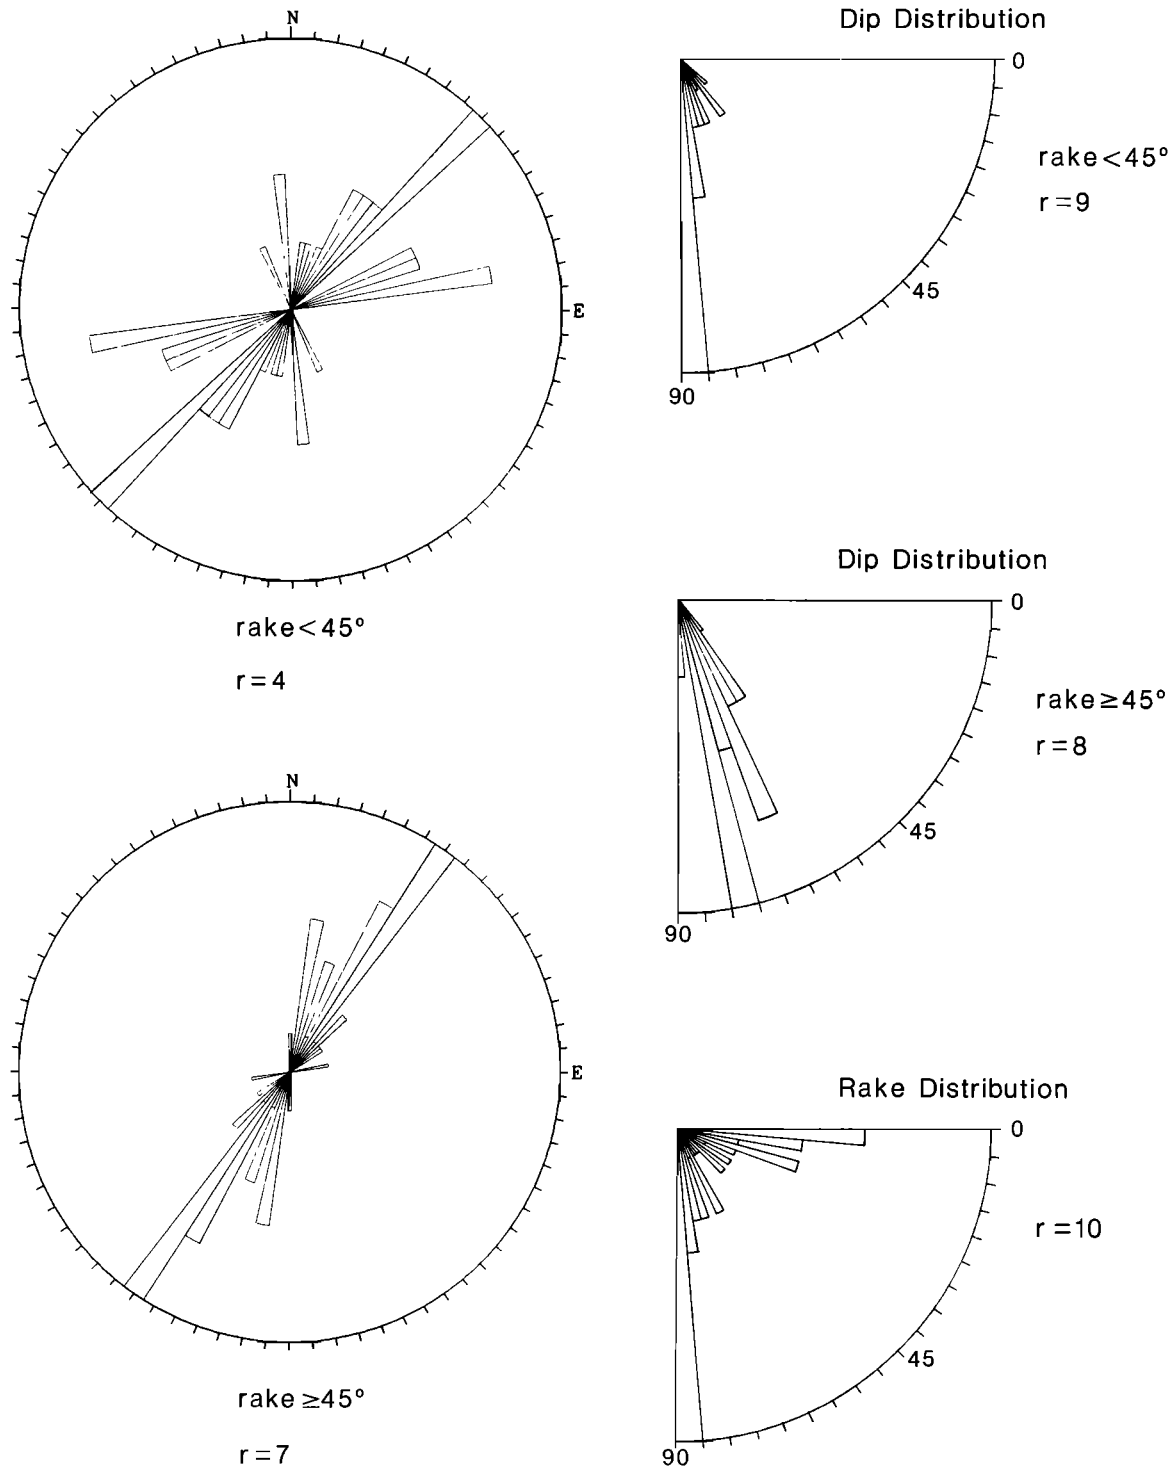 N
E
rake<45°
r=4
N
E
rake≥45°
r=7
Dip Distribution
0
45
90
rake<45°
r=9
Dip Distribution
0
45
90
rake≥45°
r=8
Rake Distribution
0
45
90
r=10